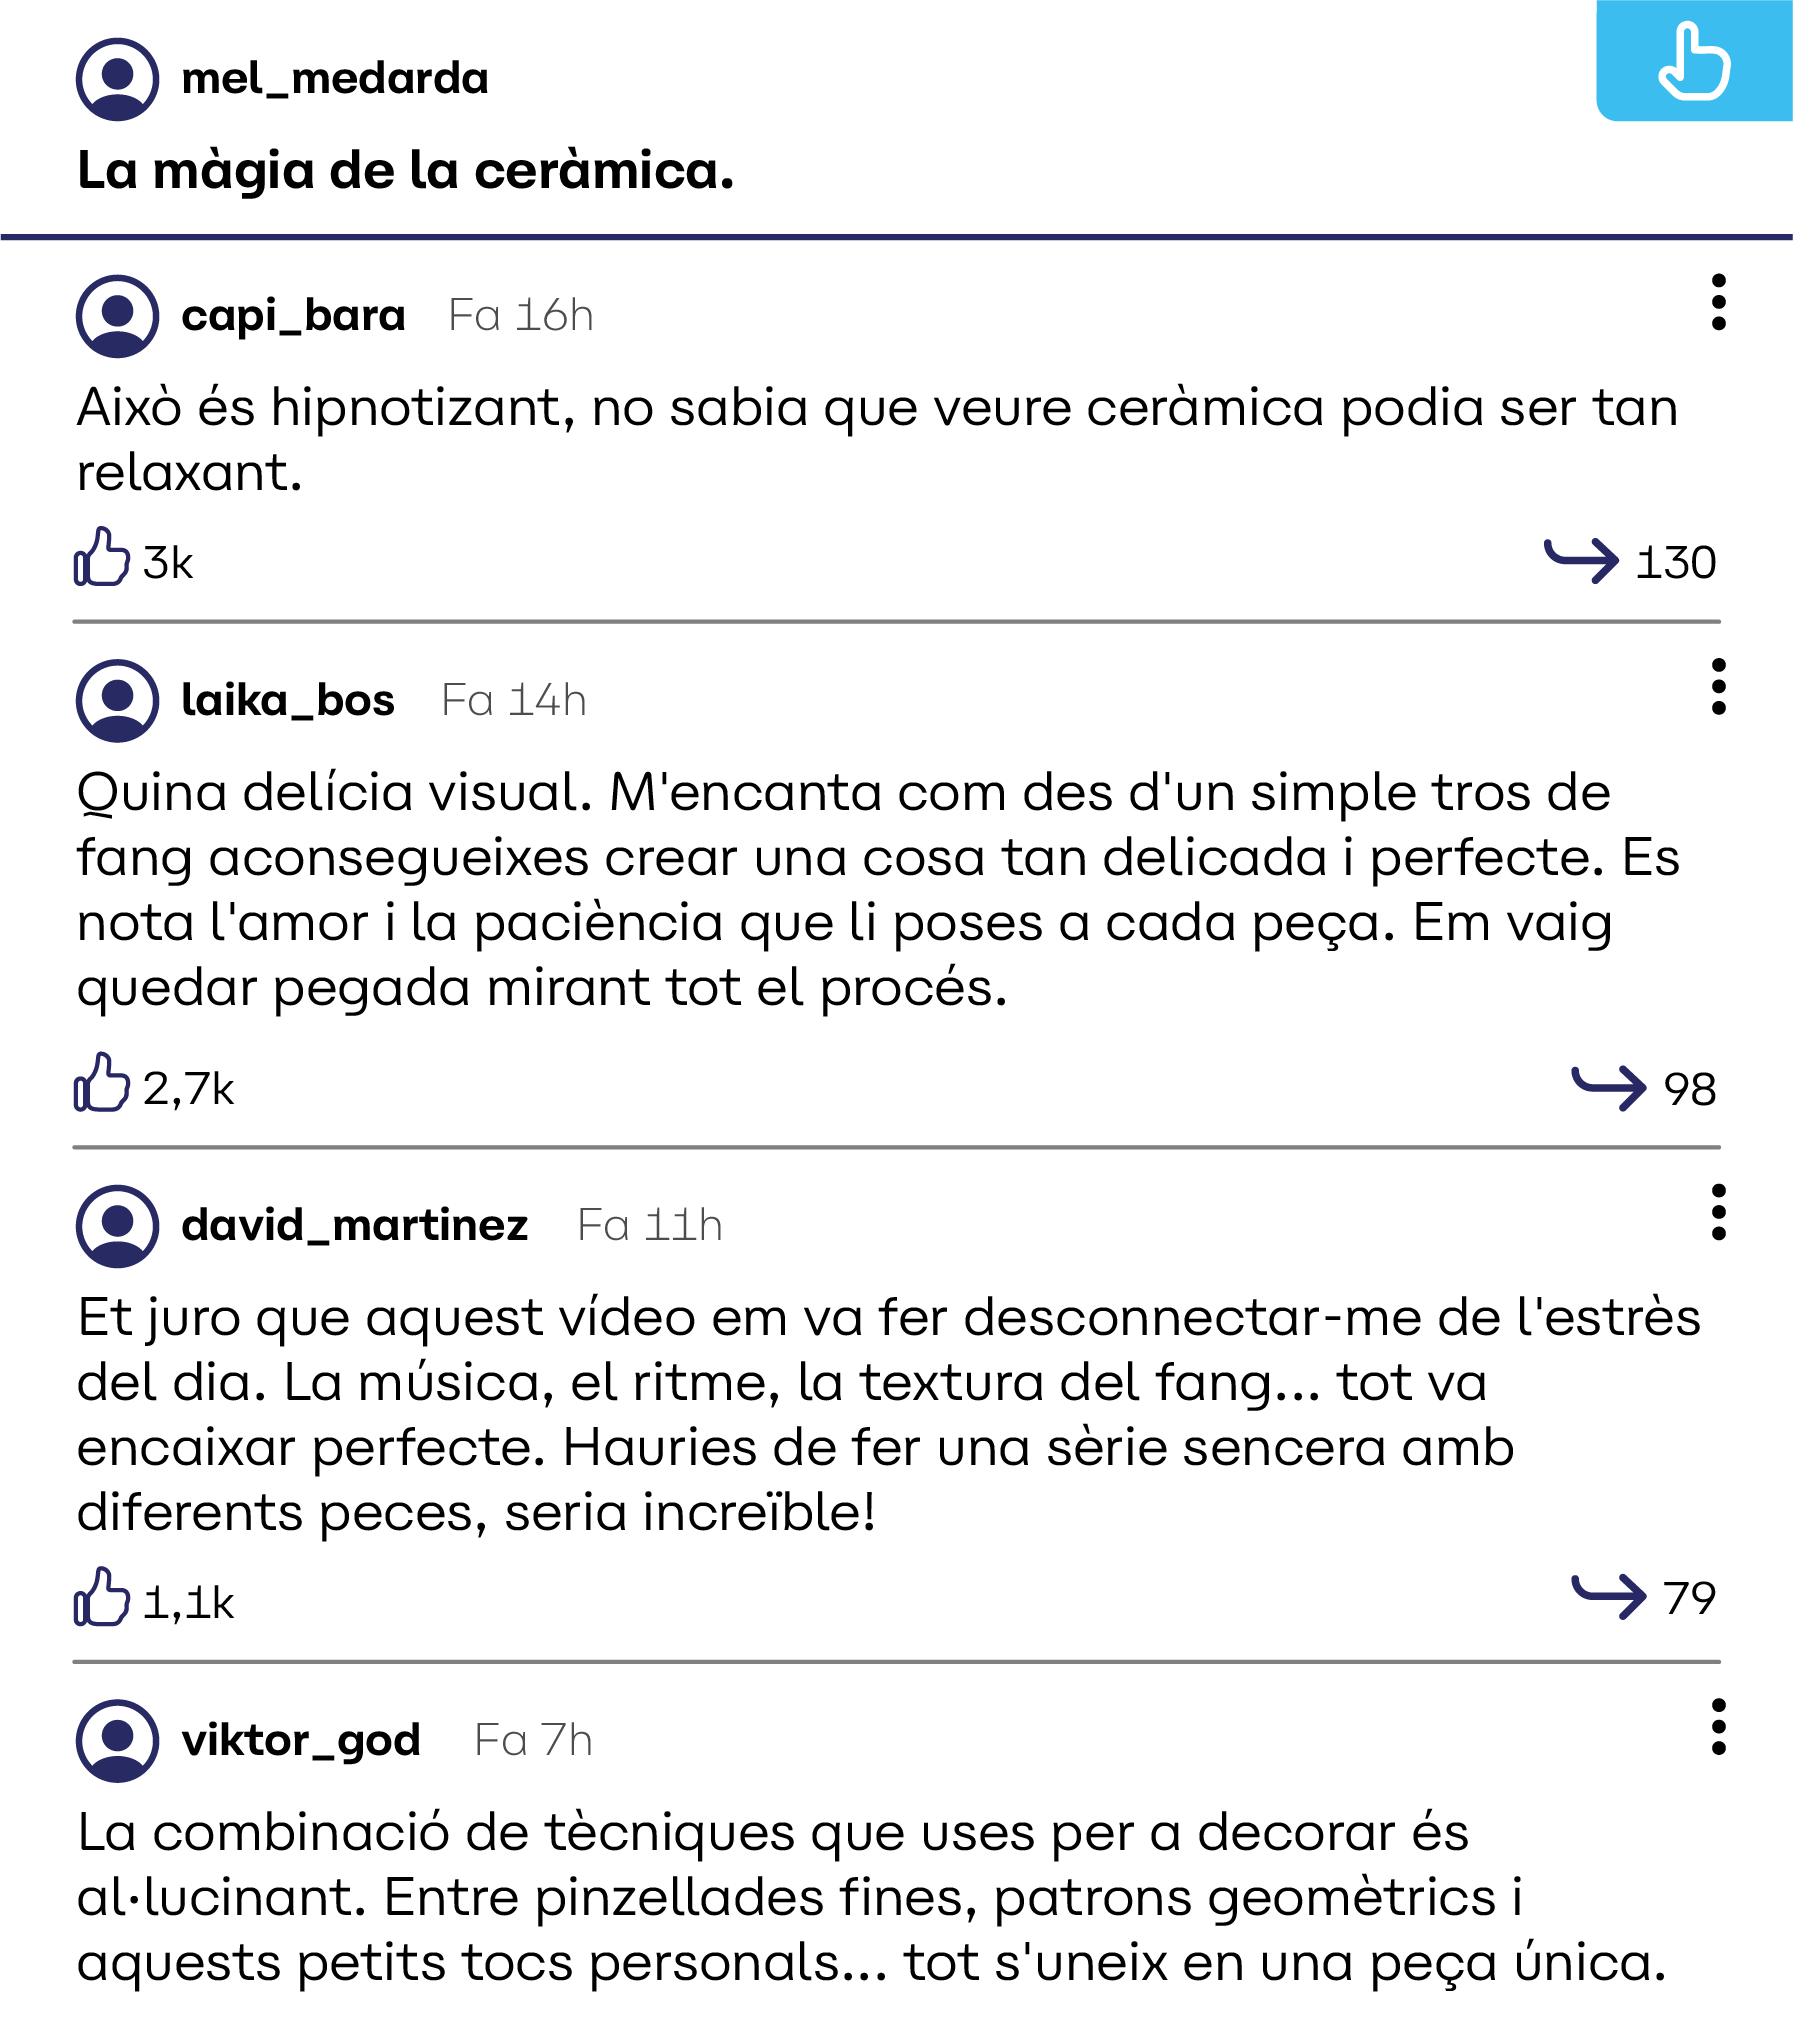 mel_medarda
La màgia de la ceràmica.
capi_bara Fa 16h
Això és hipnotizant, no sabia que veure ceràmica podia ser tan
relaxant.
3k 130
laika_bos Fa 14h
Quina delícia visual. M'encanta com des d'un simple tros de
fang aconsegueixes crear una cosa tan delicada i perfecte. Es
nota l'amor i la paciència que li poses a cada peça. Em vaig
quedar pegada mirant tot el procés.
2,7k 98
david_martinez Fa 11h
Et juro que aquest vídeo em va fer desconnectar-me de l'estrès
del dia. La música, el ritme, la textura del fang... tot va
encaixar perfecte. Hauries de fer una sèrie sencera amb
diferents peces, seria increïble!
1,1k 79
viktor_god Fa 7h
La combinació de tècniques que uses per a decorar és
al·lucinant. Entre pinzellades fines, patrons geomètrics i
aquests petits tocs personals... tot s'uneix en una peça única.